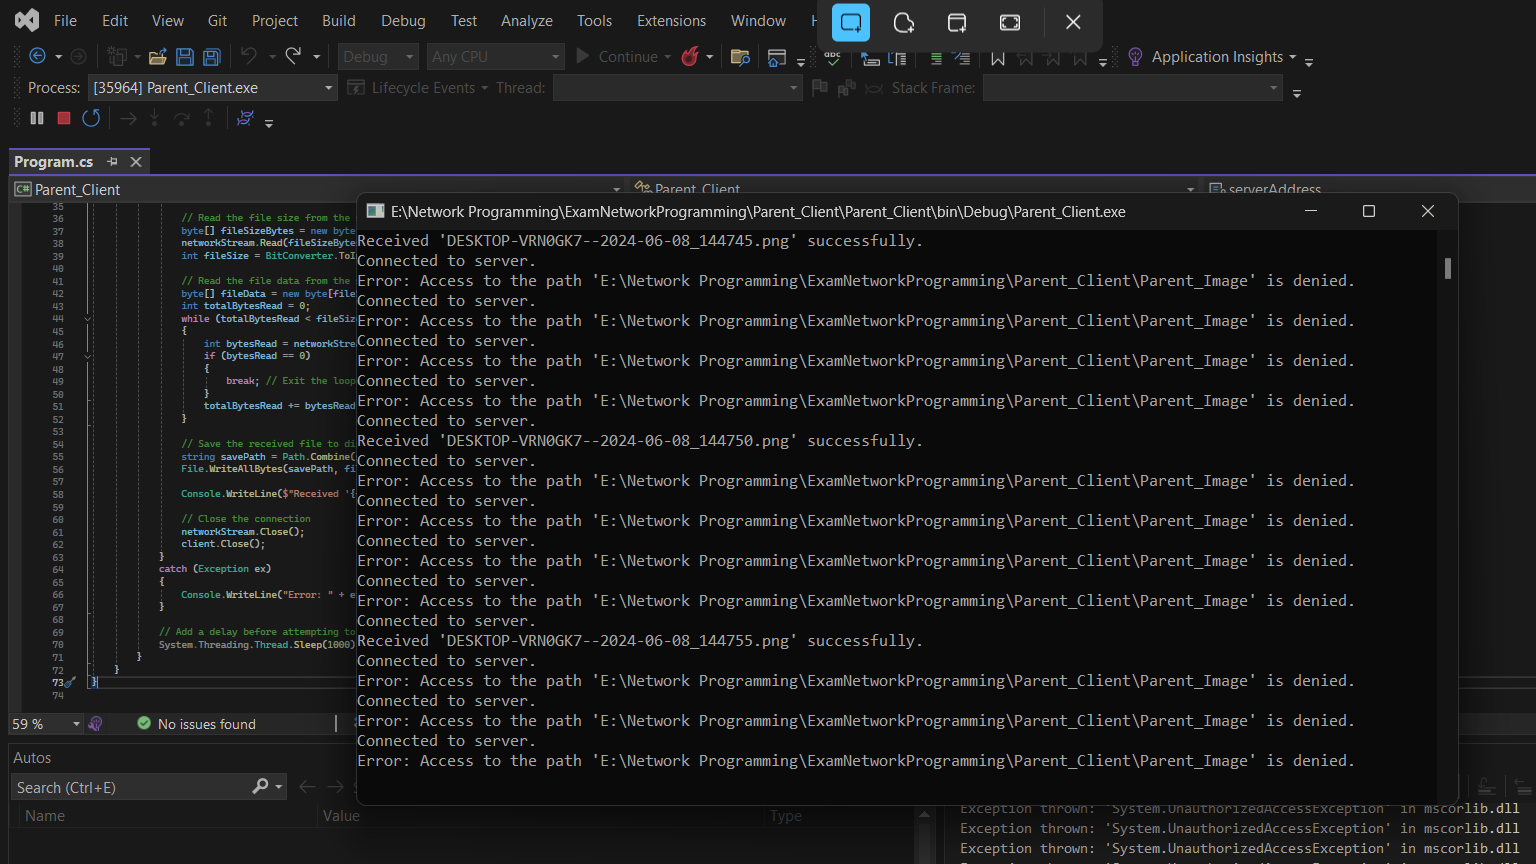 File Edit View Git Project Build Debug Test Analyze Tools Extensions Window H
Debug Any CPU Continue Application Insights
Process: [35964] Parent_Client.exe Lifecycle Events Thread: Stack Frame:
Program.cs
C# Parent_Client Parent_Client serverAddress
E:\Network Programming\ExamNetworkProgramming\Parent_Client\Parent_Client\bin\Debug\Parent_Client.exe
35
36 // Read the file size from the
37 byte[] fileSizeBytes = new byte
38 networkStream.Read(fileSizeByte
39 int fileSize = BitConverter.ToI
40
41 // Read the file data from the
42 byte[] fileData = new byte[file
43 int totalBytesRead = 0;
44 while (totalBytesRead < fileSiz
45 {
46 int bytesRead = networkStre
47 if (bytesRead == 0)
48 {
49 break; // Exit the loop
50 }
51 totalBytesRead += bytesRead
52 }
53
54 // Save the received file to di
55 string savePath = Path.Combine(
56 File.WriteAllBytes(savePath, fi
57
58 Console.WriteLine($"Received '{
59
60 // Close the connection
61 networkStream.Close();
62 client.Close();
63 }
64 catch (Exception ex)
65 {
66 Console.WriteLine("Error: " + e
67 }
68
69 // Add a delay before attempting to
70 System.Threading.Thread.Sleep(1000)
71 }
72 }
73 }
74
Received 'DESKTOP-VRN0GK7--2024-06-08_144745.png' successfully.
Connected to server.
Error: Access to the path 'E:\Network Programming\ExamNetworkProgramming\Parent_Client\Parent_Image' is denied.
Connected to server.
Error: Access to the path 'E:\Network Programming\ExamNetworkProgramming\Parent_Client\Parent_Image' is denied.
Connected to server.
Error: Access to the path 'E:\Network Programming\ExamNetworkProgramming\Parent_Client\Parent_Image' is denied.
Connected to server.
Error: Access to the path 'E:\Network Programming\ExamNetworkProgramming\Parent_Client\Parent_Image' is denied.
Connected to server.
Received 'DESKTOP-VRN0GK7--2024-06-08_144750.png' successfully.
Connected to server.
Error: Access to the path 'E:\Network Programming\ExamNetworkProgramming\Parent_Client\Parent_Image' is denied.
Connected to server.
Error: Access to the path 'E:\Network Programming\ExamNetworkProgramming\Parent_Client\Parent_Image' is denied.
Connected to server.
Error: Access to the path 'E:\Network Programming\ExamNetworkProgramming\Parent_Client\Parent_Image' is denied.
Connected to server.
Error: Access to the path 'E:\Network Programming\ExamNetworkProgramming\Parent_Client\Parent_Image' is denied.
Connected to server.
Received 'DESKTOP-VRN0GK7--2024-06-08_144755.png' successfully.
Connected to server.
Error: Access to the path 'E:\Network Programming\ExamNetworkProgramming\Parent_Client\Parent_Image' is denied.
Connected to server.
Error: Access to the path 'E:\Network Programming\ExamNetworkProgramming\Parent_Client\Parent_Image' is denied.
Connected to server.
Error: Access to the path 'E:\Network Programming\ExamNetworkProgramming\Parent_Client\Parent_Image' is denied.
59 % No issues found
Autos
Search (Ctrl+E)
Name Value Type
Exception thrown: 'System.UnauthorizedAccessException' in mscorlib.dll
Exception thrown: 'System.UnauthorizedAccessException' in mscorlib.dll
Exception thrown: 'System.UnauthorizedAccessException' in mscorlib.dll